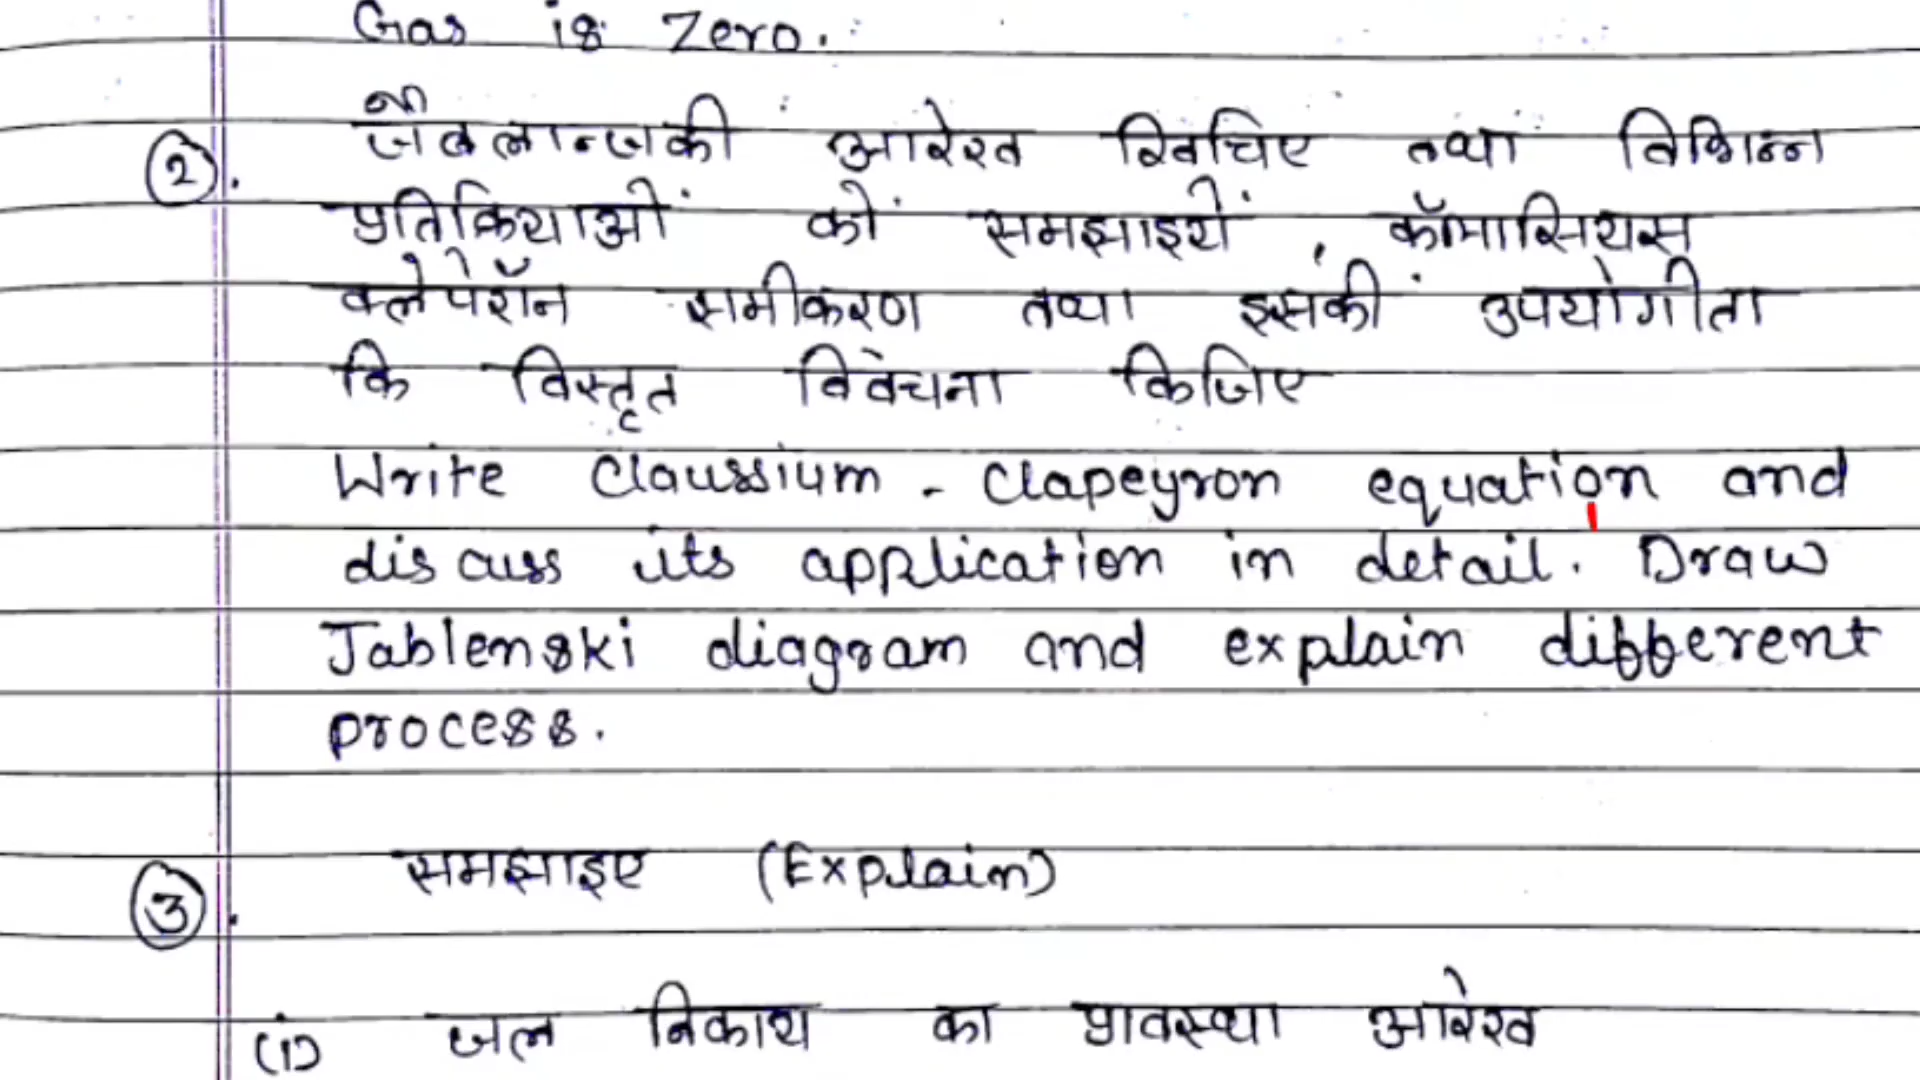 Gas is Zero.
2. जैबलान्जकी आरेख खिंचिए तथा विभिन्न
प्रतिक्रियाओं को समझाइयें, कॉमासियस
क्लेपेरॉन समीकरण तथा इसकी उपयोगीता
कि विस्तृत विवेचना किजिए
Write Claussium - Clapeyron equation and
discuss its application in detail. Draw
Jablenski diagram and explain different
process.
3. समझाइए (Explain)
(i) जल निकाय का प्रावस्था आरेख